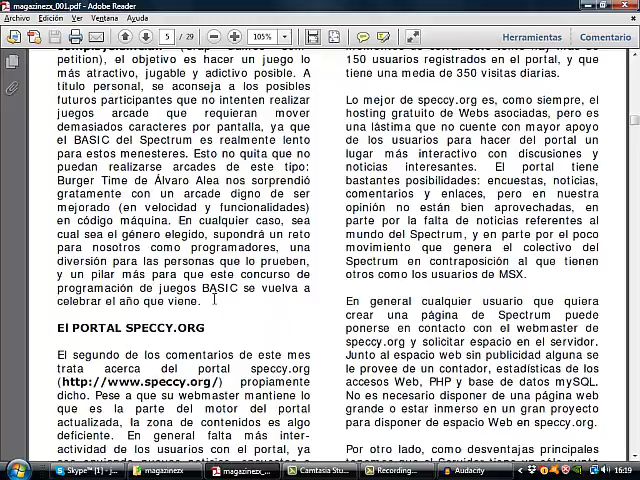 magazinezx_001.pdf - Adobe Reader
Archivo Edición Ver Ventana Ayuda
5 / 29 105% Herramientas Comentario
petition), el objetivo es hacer un juego lo
más atractivo, jugable y adictivo posible. A
título personal, se aconseja a los posibles
futuros participantes que no intenten realizar
juegos arcade que requieran mover
demasiados caracteres por pantalla, ya que
el BASIC del Spectrum es realmente lento
para estos menesteres. Esto no quita que no
puedan realizarse arcades de este tipo;
Burger Time de Álvaro Alea nos sorprendió
gratamente con un arcade digno de ser
mejorado (en velocidad y funcionalidades)
en código máquina. En cualquier caso, sea
cual sea el género elegido, supondrá un reto
para nosotros como programadores, una
diversión para las personas que lo prueben,
y un pilar más para que este concurso de
programación de juegos BASIC se vuelva a
celebrar el año que viene.
El PORTAL SPECCY.ORG
El segundo de los comentarios de este mes
trata acerca del portal speccy.org
(http://www.speccy.org/) propiamente
dicho. Pese a que su webmaster mantiene lo
que es la parte del motor del portal
actualizada, la zona de contenidos es algo
deficiente. En general falta más inter-
actividad de los usuarios con el portal, ya
150 usuarios registrados en el portal, y que
tiene una media de 350 visitas diarias.
Lo mejor de speccy.org es, como siempre, el
hosting gratuito de Webs asociadas, pero es
una lástima que no cuente con mayor apoyo
de los usuarios para hacer del portal un
lugar más interactivo con discusiones y
noticias interesantes. El portal tiene
bastantes posibilidades: encuestas, noticias,
comentarios y enlaces, pero en nuestra
opinión no están bien aprovechadas, en
parte por la falta de noticias referentes al
mundo del Spectrum, y en parte por el poco
movimiento que genera el colectivo del
Spectrum en contraposición al que tienen
otros como los usuarios de MSX.
En general cualquier usuario que quiera
crear una página de Spectrum puede
ponerse en contacto con el webmaster de
speccy.org y solicitar espacio en el servidor.
Junto al espacio web sin publicidad alguna se
le provee de un contador, estadísticas de los
accesos Web, PHP y base de datos mySQL.
No es necesario disponer de una página web
grande o estar inmerso en un gran proyecto
para disponer de espacio Web en speccy.org.
Por otro lado, como desventajas principales
Skype™ [1] - j... magazinezx magazinezx_... Camtasia Stud... Recording... Audacity 16:19